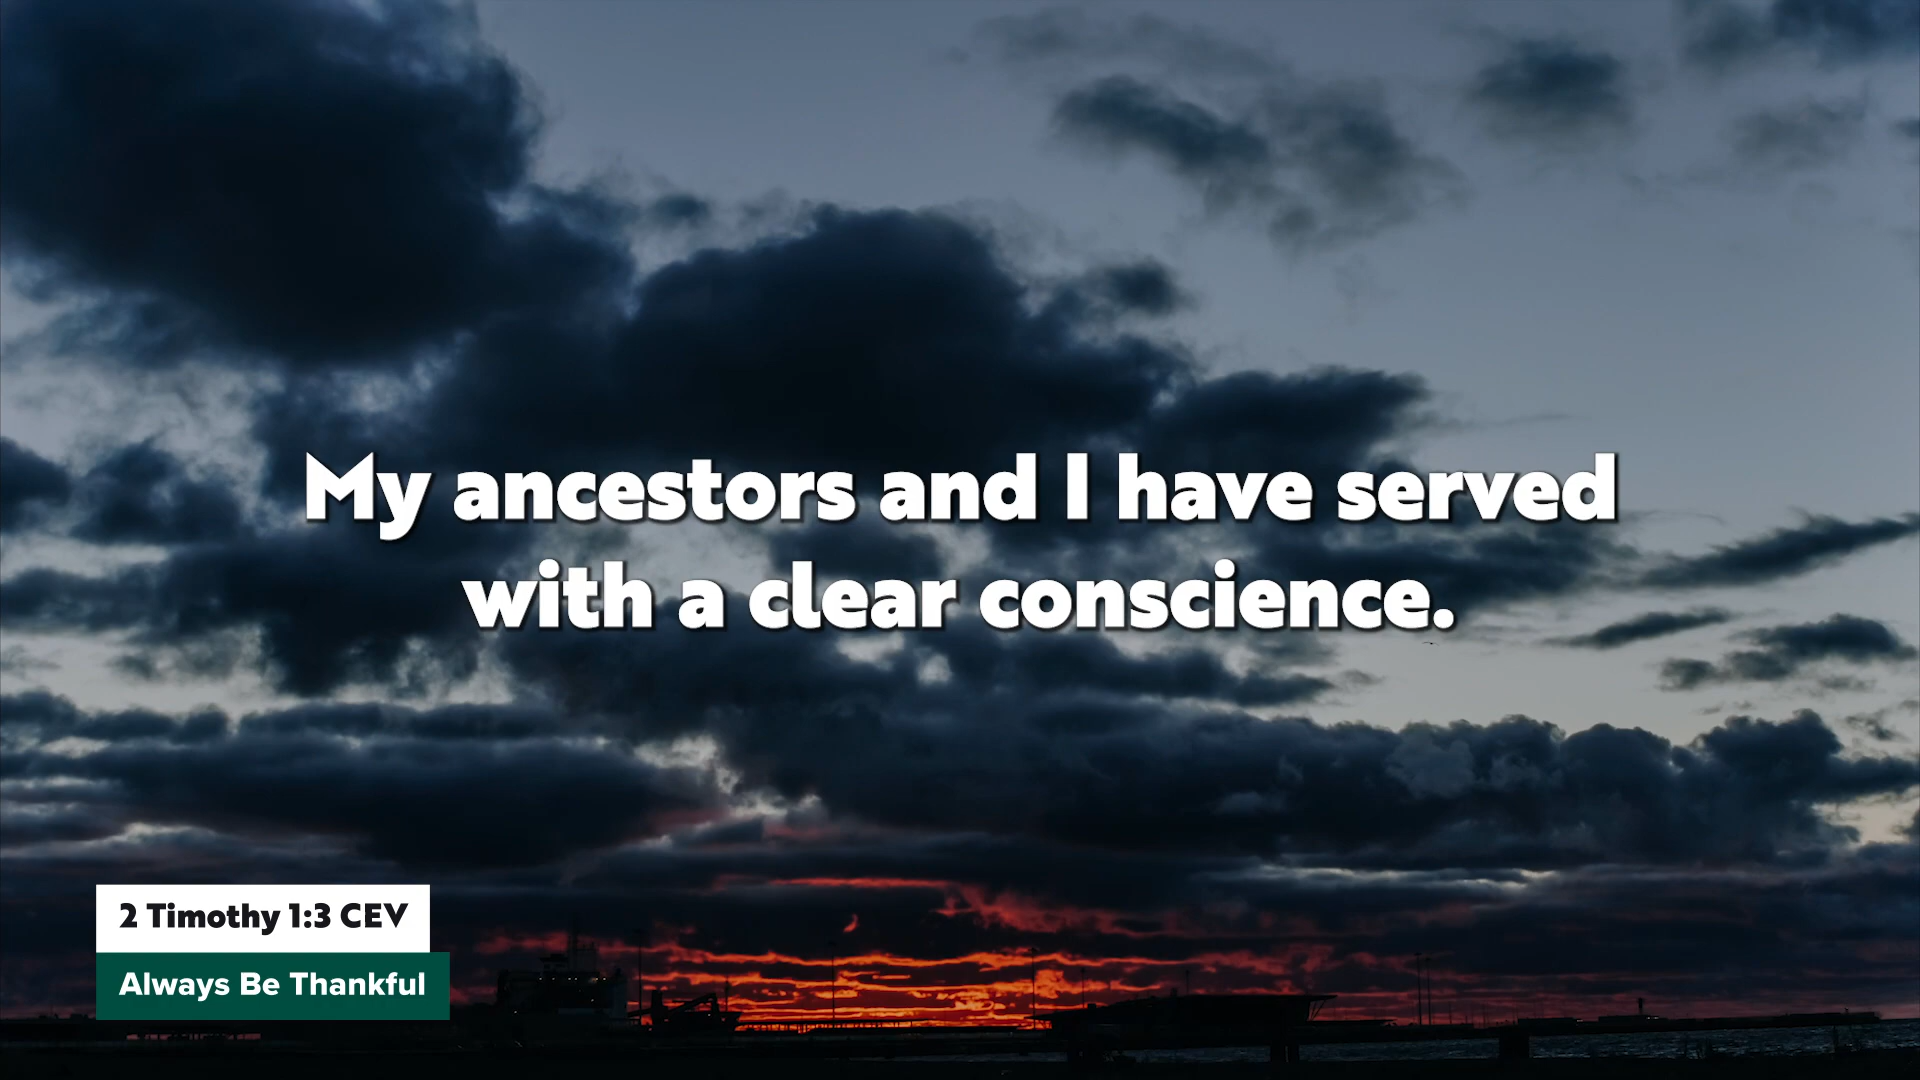 My ancestors and I have served
with a clear conscience.
2 Timothy 1:3 CEV
Always Be Thankful